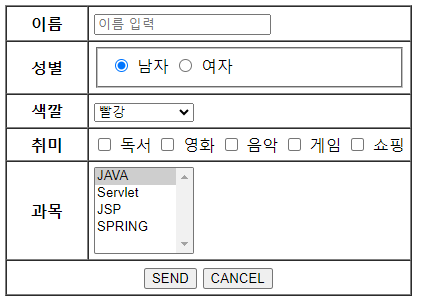 이름 이름 입력
성별 남자 여자
색깔 빨강
취미 독서 영화 음악 게임 쇼핑
과목
JAVA
Servlet
JSP
SPRING
SEND CANCEL